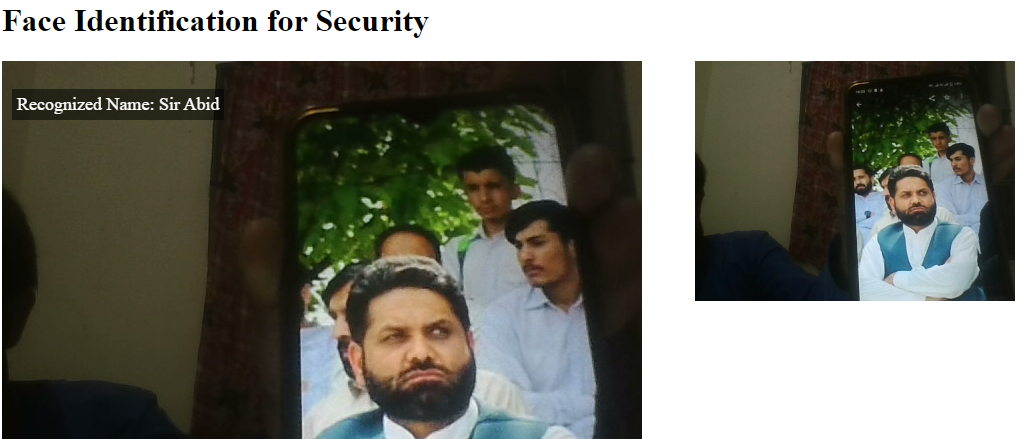 Face Identification for Security
Recognized Name: Sir Abid